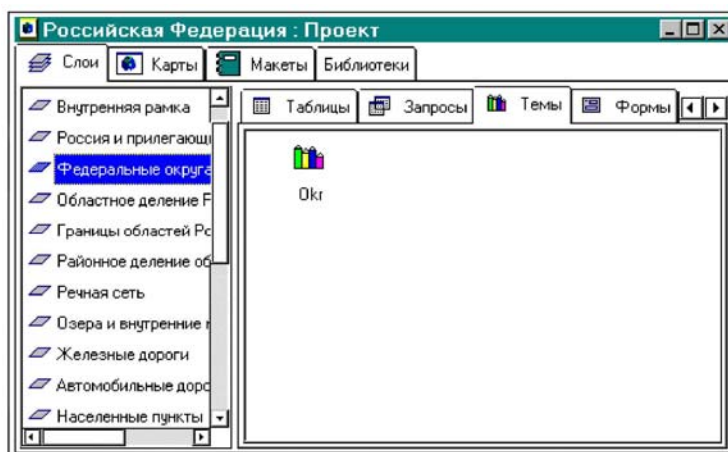 Российская Федерация : Проект
Слои Карты Макеты Библиотеки
Внутренняя рамка
Россия и прилегающ
Федеральные округа
Областное деление F
Границы областей Рс
Районное деление об
Речная сеть
Озера и внутренние
Железные дороги
Автомобильные доро
Населенные пункты
Таблицы Запросы Темы Формы
Okr